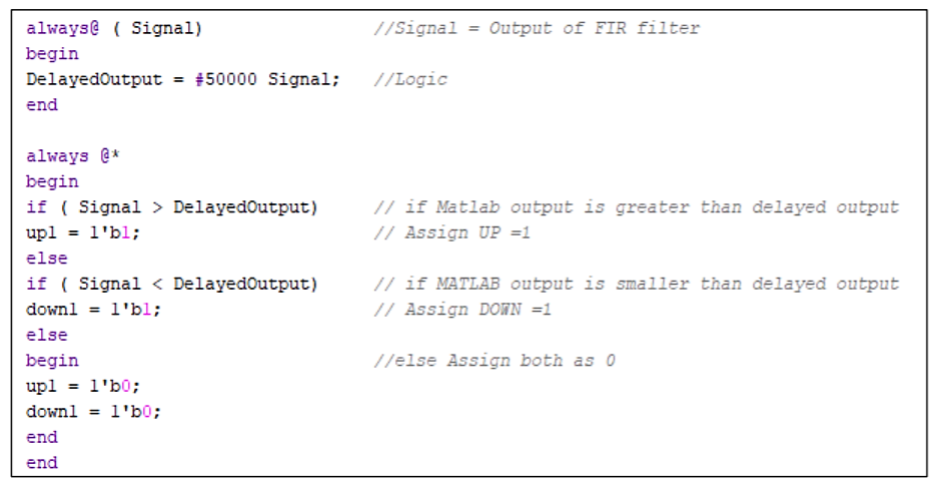 always@ ( Signal) //Signal = Output of FIR filter
begin
DelayedOutput = #50000 Signal; //Logic
end
always @*
begin
if ( Signal > DelayedOutput) // if Matlab output is greater than delayed output
up1 = 1'b1; // Assign UP =1
else
if ( Signal < DelayedOutput) // if MATLAB output is smaller than delayed output
down1 = 1'b1; // Assign DOWN =1
else
begin //else Assign both as 0
up1 = 1'b0;
down1 = 1'b0;
end
end